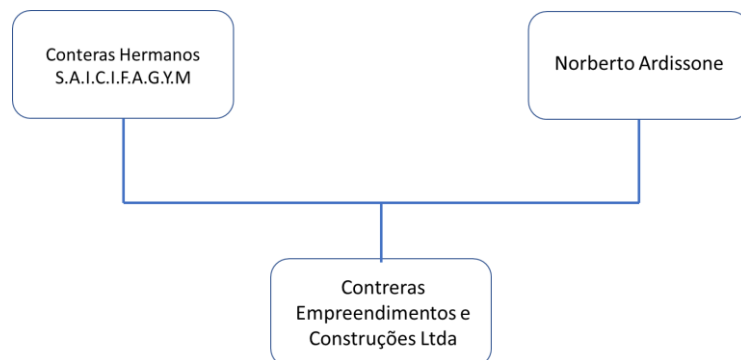 Conteras Hermanos
S.A.I.C.I.F.A.G.Y.M
Norberto Ardissone
Contreras
Empreendimentos e
Construções Ltda